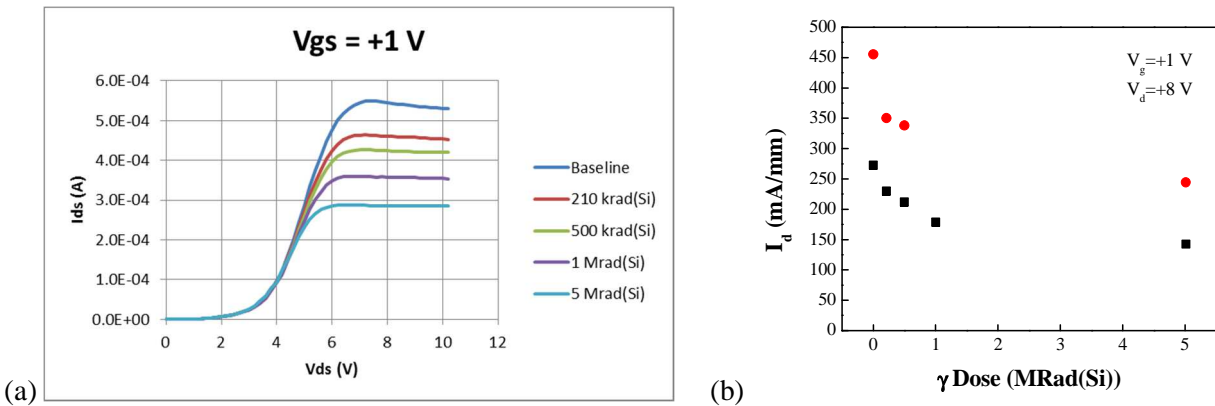 Vgs = +1 V
6.0E-04
5.0E-04
4.0E-04
3.0E-04
2.0E-04
1.0E-04
0.0E+00
Ids (A)
0 2 4 6 8 10 12
Vds (V)
Baseline
210 krad(Si)
500 krad(Si)
1 Mrad(Si)
5 Mrad(Si)
(a)
500
450
400
350
300
250
200
150
100
50
0
I_d (mA/mm)
V_g=+1 V
V_d=+8 V
0 1 2 3 4 5
γ Dose (MRad(Si))
(b)